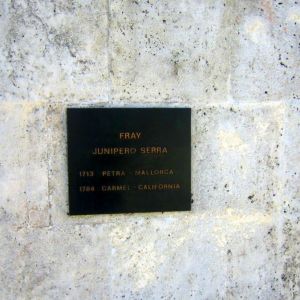 FRAY
JUNIPERO SERRA
1713 PETRA - MALLORCA
1784 CARMEL - CALIFORNIA